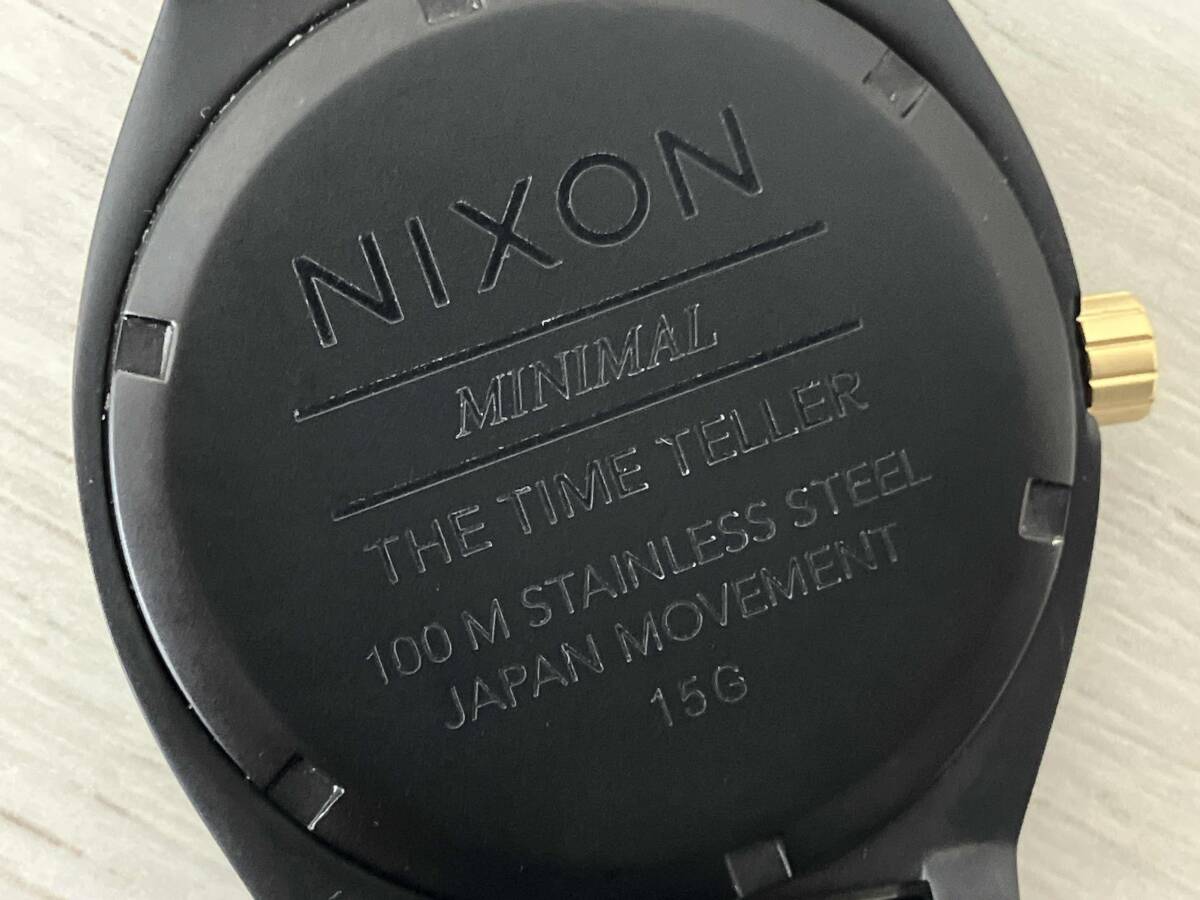 NIXON
MINIMAL
THE TIME TELLER
100 M STAINLESS STEEL
JAPAN MOVEMENT
15G